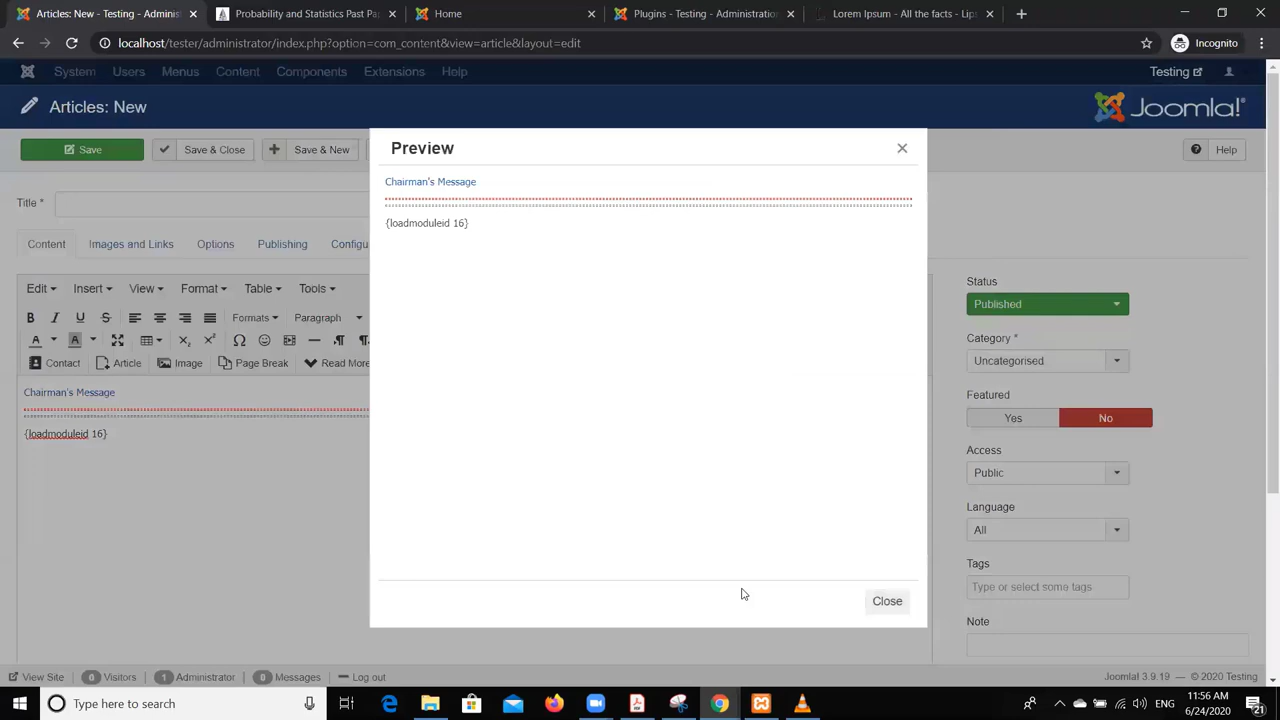 Articles: New - Testing - Administ
Probability and Statistics Past Pa
Home
Plugins - Testing - Administration
Lorem Ipsum - All the facts - Lips
localhost/tester/administrator/index.php?option=com_content&view=article&layout=edit
Incognito
System Users Menus Content Components Extensions Help
Testing
Articles: New
Joomla!
Save
Save & Close
Save & New
Help
Preview
Chairman's Message
{loadmoduleid 16}
Close
Title *
Content
Images and Links
Options
Publishing
Configu
Edit Insert View Format Table Tools
B I U S Formats Paragraph
A A
Contact Article Image Page Break Read More
Chairman's Message
{loadmoduleid 16}
Status
Published
Category *
Uncategorised
Featured
Yes No
Access
Public
Language
All
Tags
Type or select some tags
Note
View Site 0 Visitors 1 Administrator 0 Messages Log out
Joomla! 3.9.19 — © 2020 Testing
Type here to search
ENG
11:56 AM
6/24/2020
21